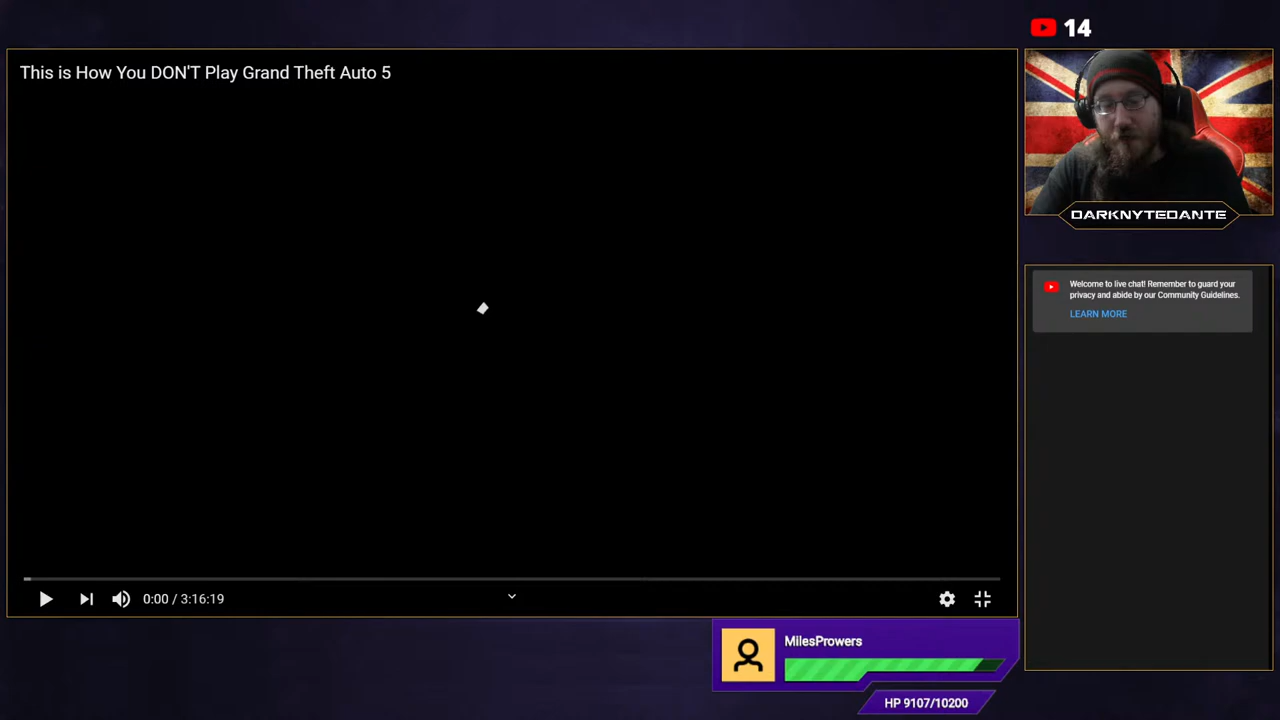 14
This is How You DON'T Play Grand Theft Auto 5
DARKNYTEDANTE
Welcome to live chat! Remember to guard your
privacy and abide by our Community Guidelines.
LEARN MORE
0:00 / 3:16:19
MilesProwers
HP 9107/10200